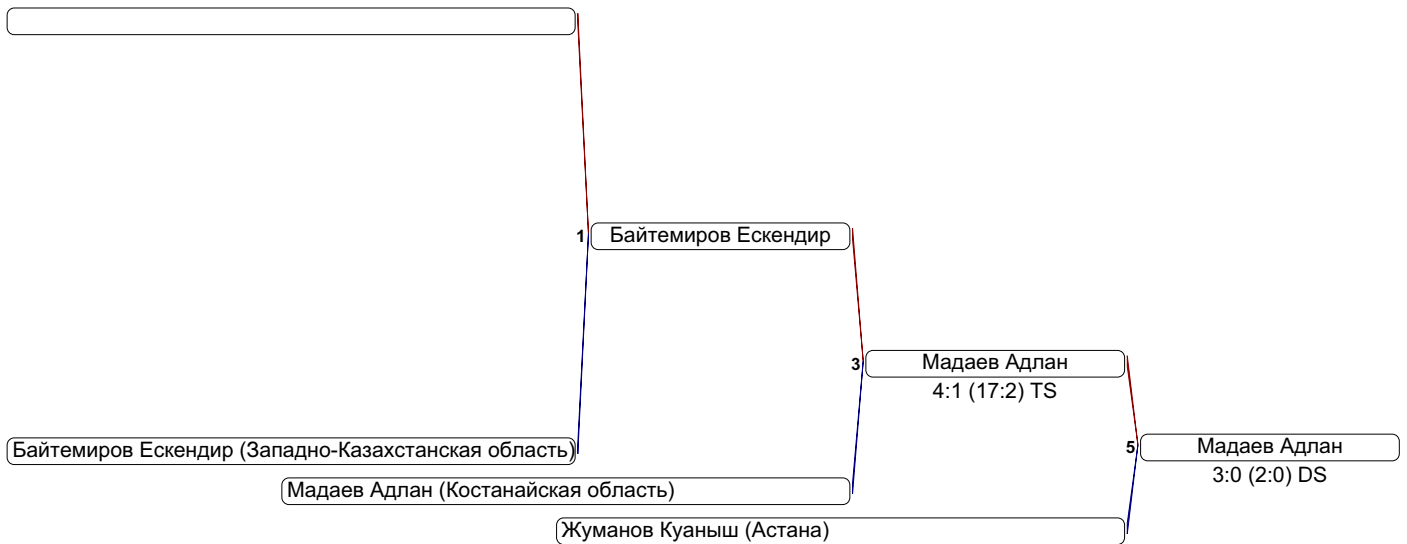 1 Байтемиров Ескендир
3 Мадаев Адлан
4:1 (17:2) TS
Байтемиров Ескендир (Западно-Казахстанская область)
5 Мадаев Адлан
3:0 (2:0) DS
Мадаев Адлан (Костанайская область)
Жуманов Куаныш (Астана)